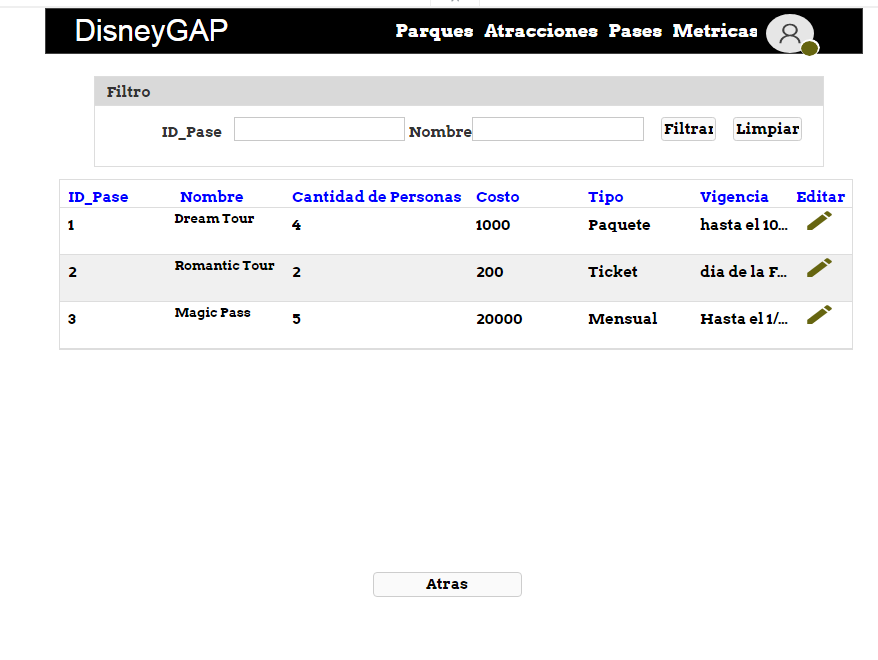 DisneyGAP Parques Atracciones Pases Metricas
Filtro
ID_Pase Nombre Filtrar Limpiar
ID_Pase Nombre Cantidad de Personas Costo Tipo Vigencia Editar
1 Dream Tour 4 1000 Paquete hasta el 10...
2 Romantic Tour 2 200 Ticket dia de la F...
3 Magic Pass 5 20000 Mensual Hasta el 1/...
Atras